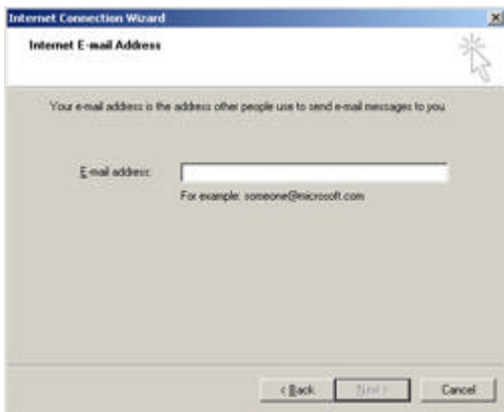 Internet Connection Wizard
Internet E-mail Address
Your e-mail address is the address other people use to send e-mail messages to you.
E-mail address:
For example: someone@microsoft.com
< Back
Next >
Cancel